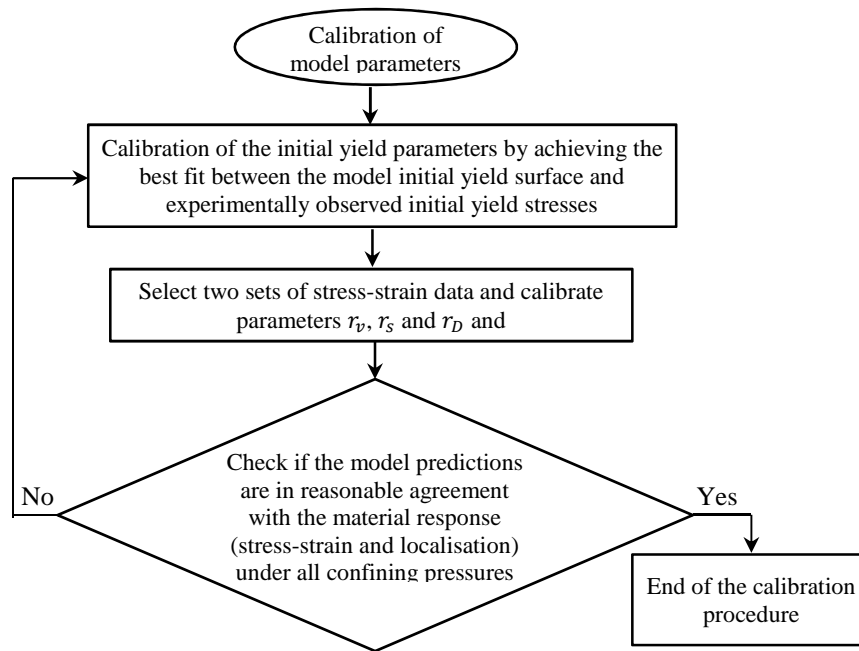 Calibration of
model parameters
Calibration of the initial yield parameters by achieving the
best fit between the model initial yield surface and
experimentally observed initial yield stresses
Select two sets of stress-strain data and calibrate
parameters r_v, r_s and r_D and
Check if the model predictions
are in reasonable agreement
with the material response
(stress-strain and localisation)
under all confining pressures
No
Yes
End of the calibration
procedure